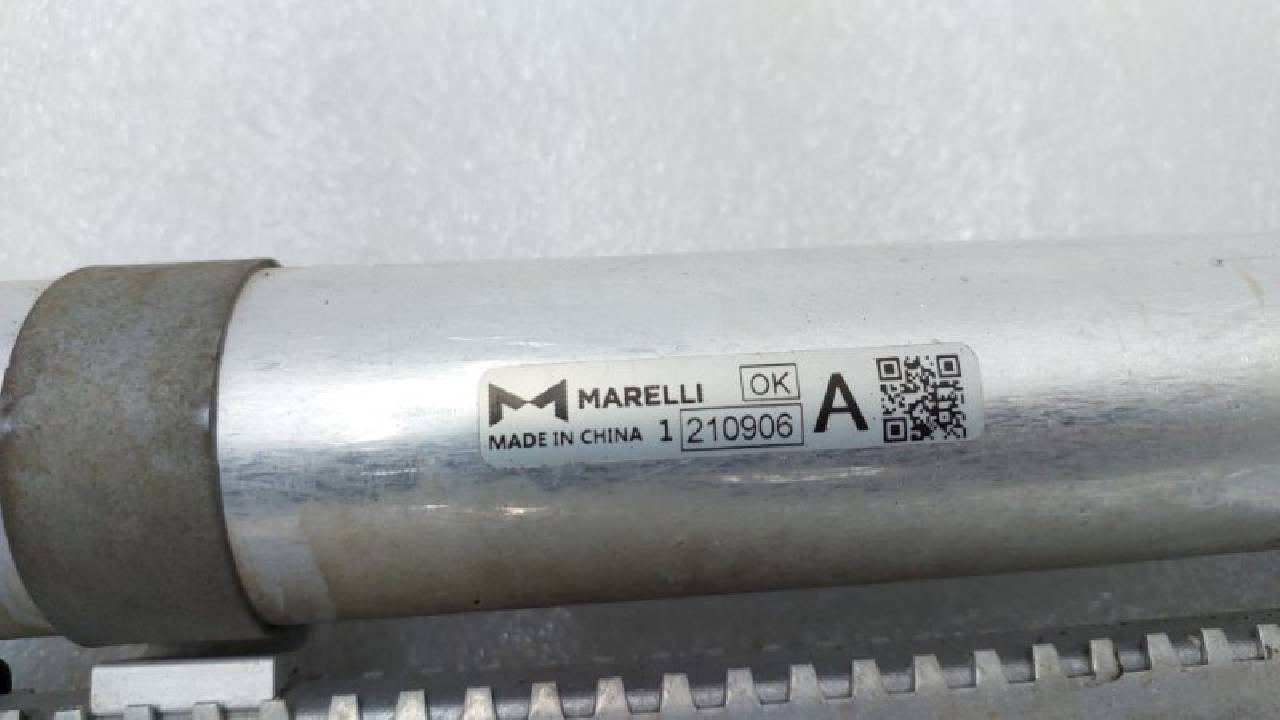 MARELLI OK
MADE IN CHINA 1 210906 A